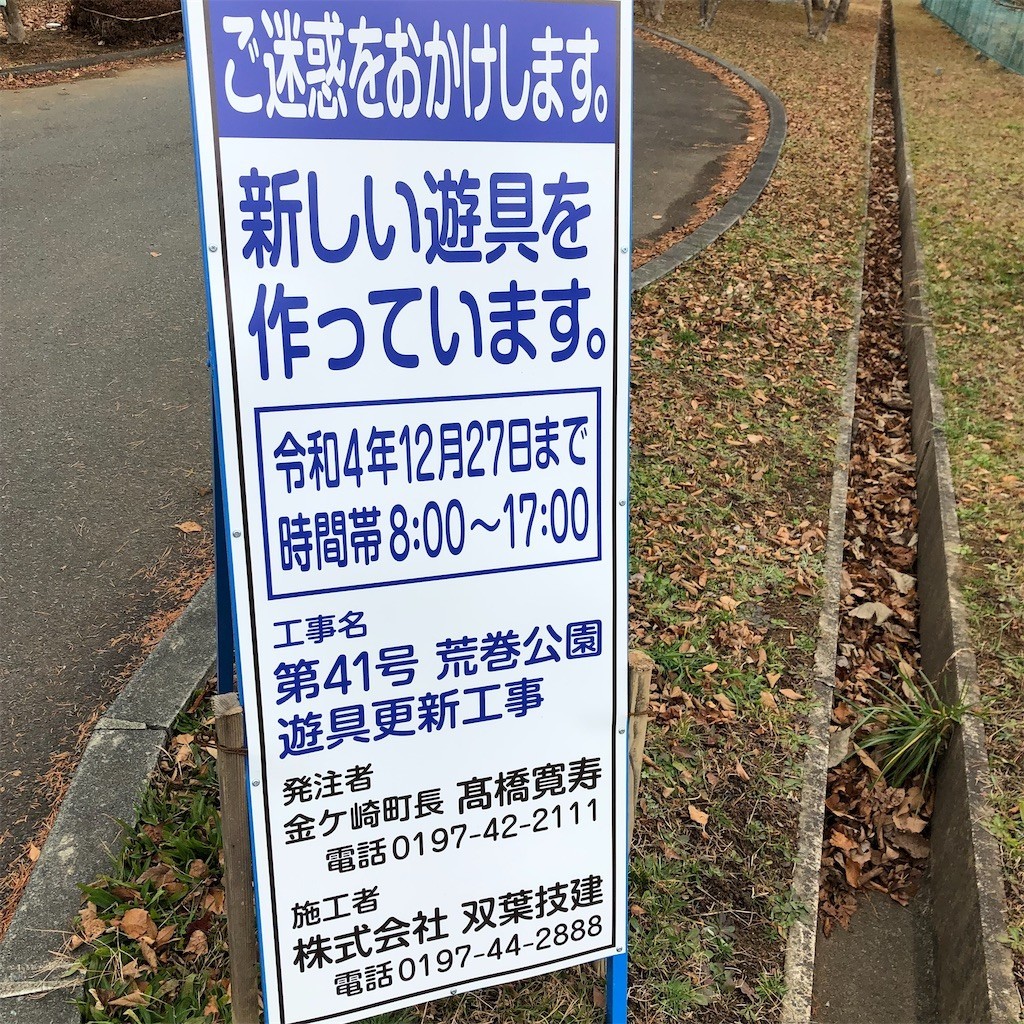 ご迷惑をおかけします。
新しい遊具を
作っています。
令和4年12月27日まで
時間帯 8:00～17:00
工事名
第41号 荒巻公園
遊具更新工事
発注者
金ケ崎町長 髙橋寛寿
電話 0197-42-2111
施工者
株式会社 双葉技建
電話 0197-44-2888